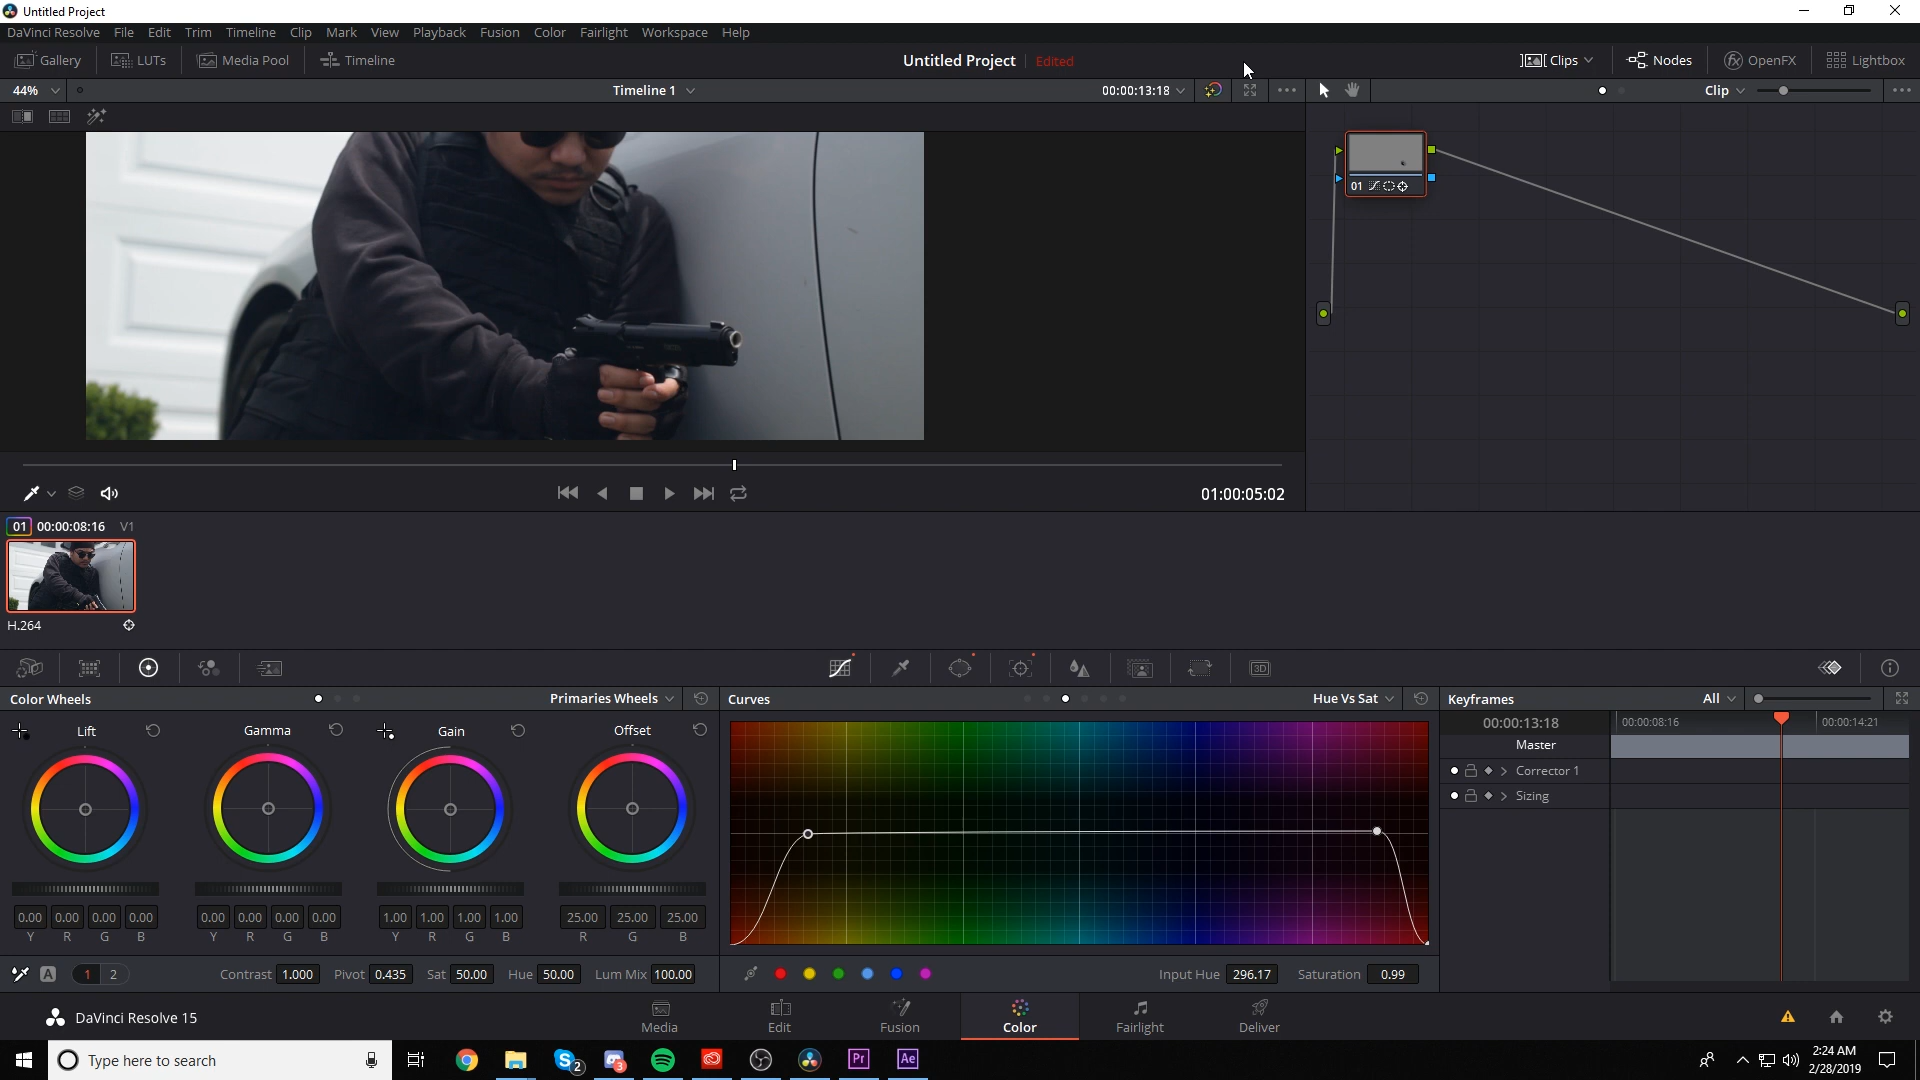 Untitled Project
DaVinci Resolve File Edit Trim Timeline Clip Mark View Playback Fusion Color Fairlight Workspace Help
Gallery LUTs Media Pool Timeline Untitled Project Edited Clips Nodes OpenFX Lightbox
44% Timeline 1 00:00:13:18 Clip
01
01:00:05:02
01 00:00:08:16 V1
H.264
3D
Color Wheels Primaries Wheels Curves Hue Vs Sat Keyframes All
Lift Gamma Gain Offset 00:00:13:18 00:00:08:16 00:00:14:21
Master
Corrector 1
Sizing
0.00 0.00 0.00 0.00 0.00 0.00 0.00 0.00 1.00 1.00 1.00 1.00 25.00 25.00 25.00
Y R G B Y R G B Y R G B R G B
A 1 2 Contrast 1.000 Pivot 0.435 Sat 50.00 Hue 50.00 Lum Mix 100.00 Input Hue 296.17 Saturation 0.99
DaVinci Resolve 15 Media Edit Fusion Color Fairlight Deliver
Type here to search 2 3 Pr Ae 2:24 AM
2/28/2019